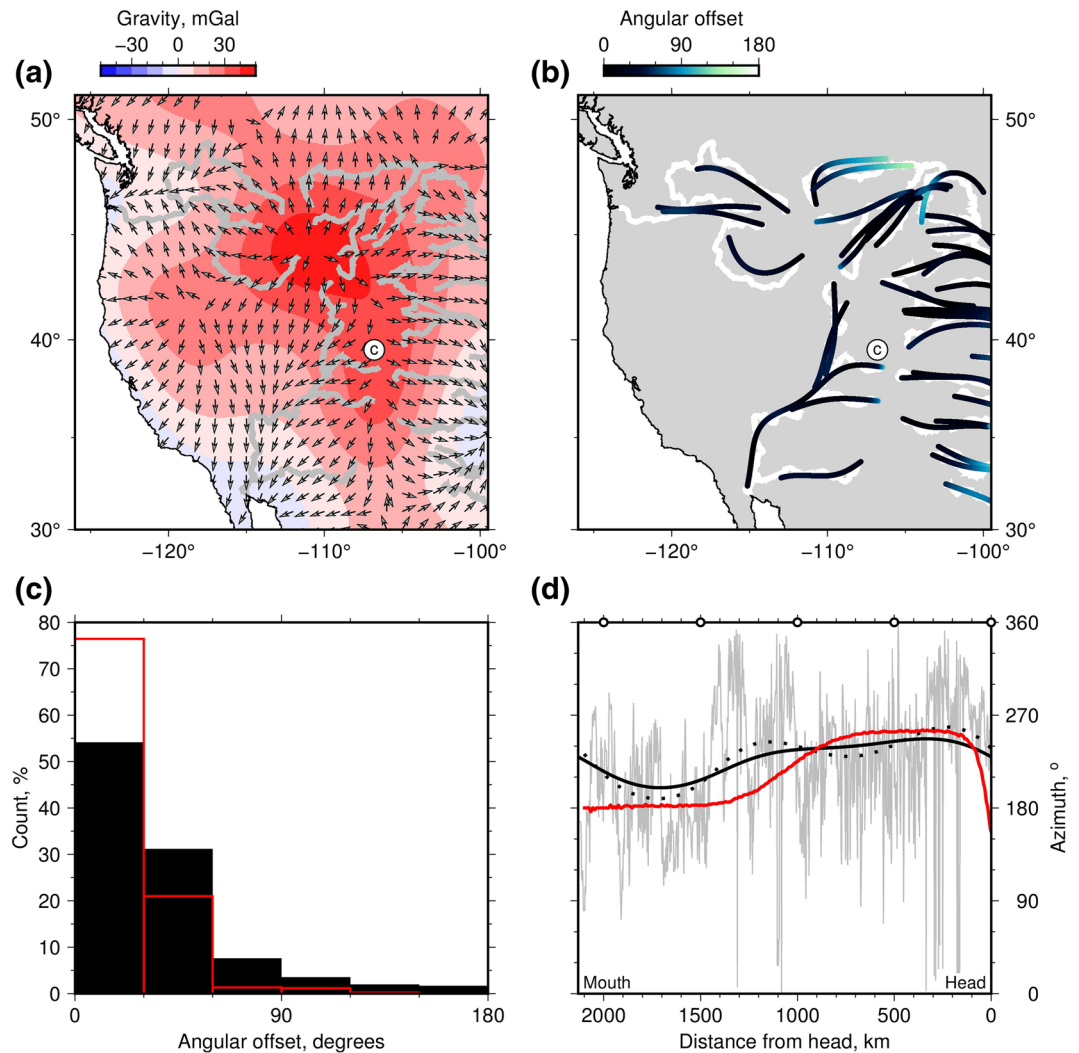 Gravity, mGal
−30 0 30
(a)
50°
40°
30°
−120° −110° −100°
c
Angular offset
0 90 180
(b)
50°
40°
30°
−120° −110° −100°
c
(c)
80
70
60
50
40
30
20
10
0
Count, %
0 90 180
Angular offset, degrees
(d)
360
270
180
90
0
Azimuth, º
Mouth Head
2000 1500 1000 500 0
Distance from head, km